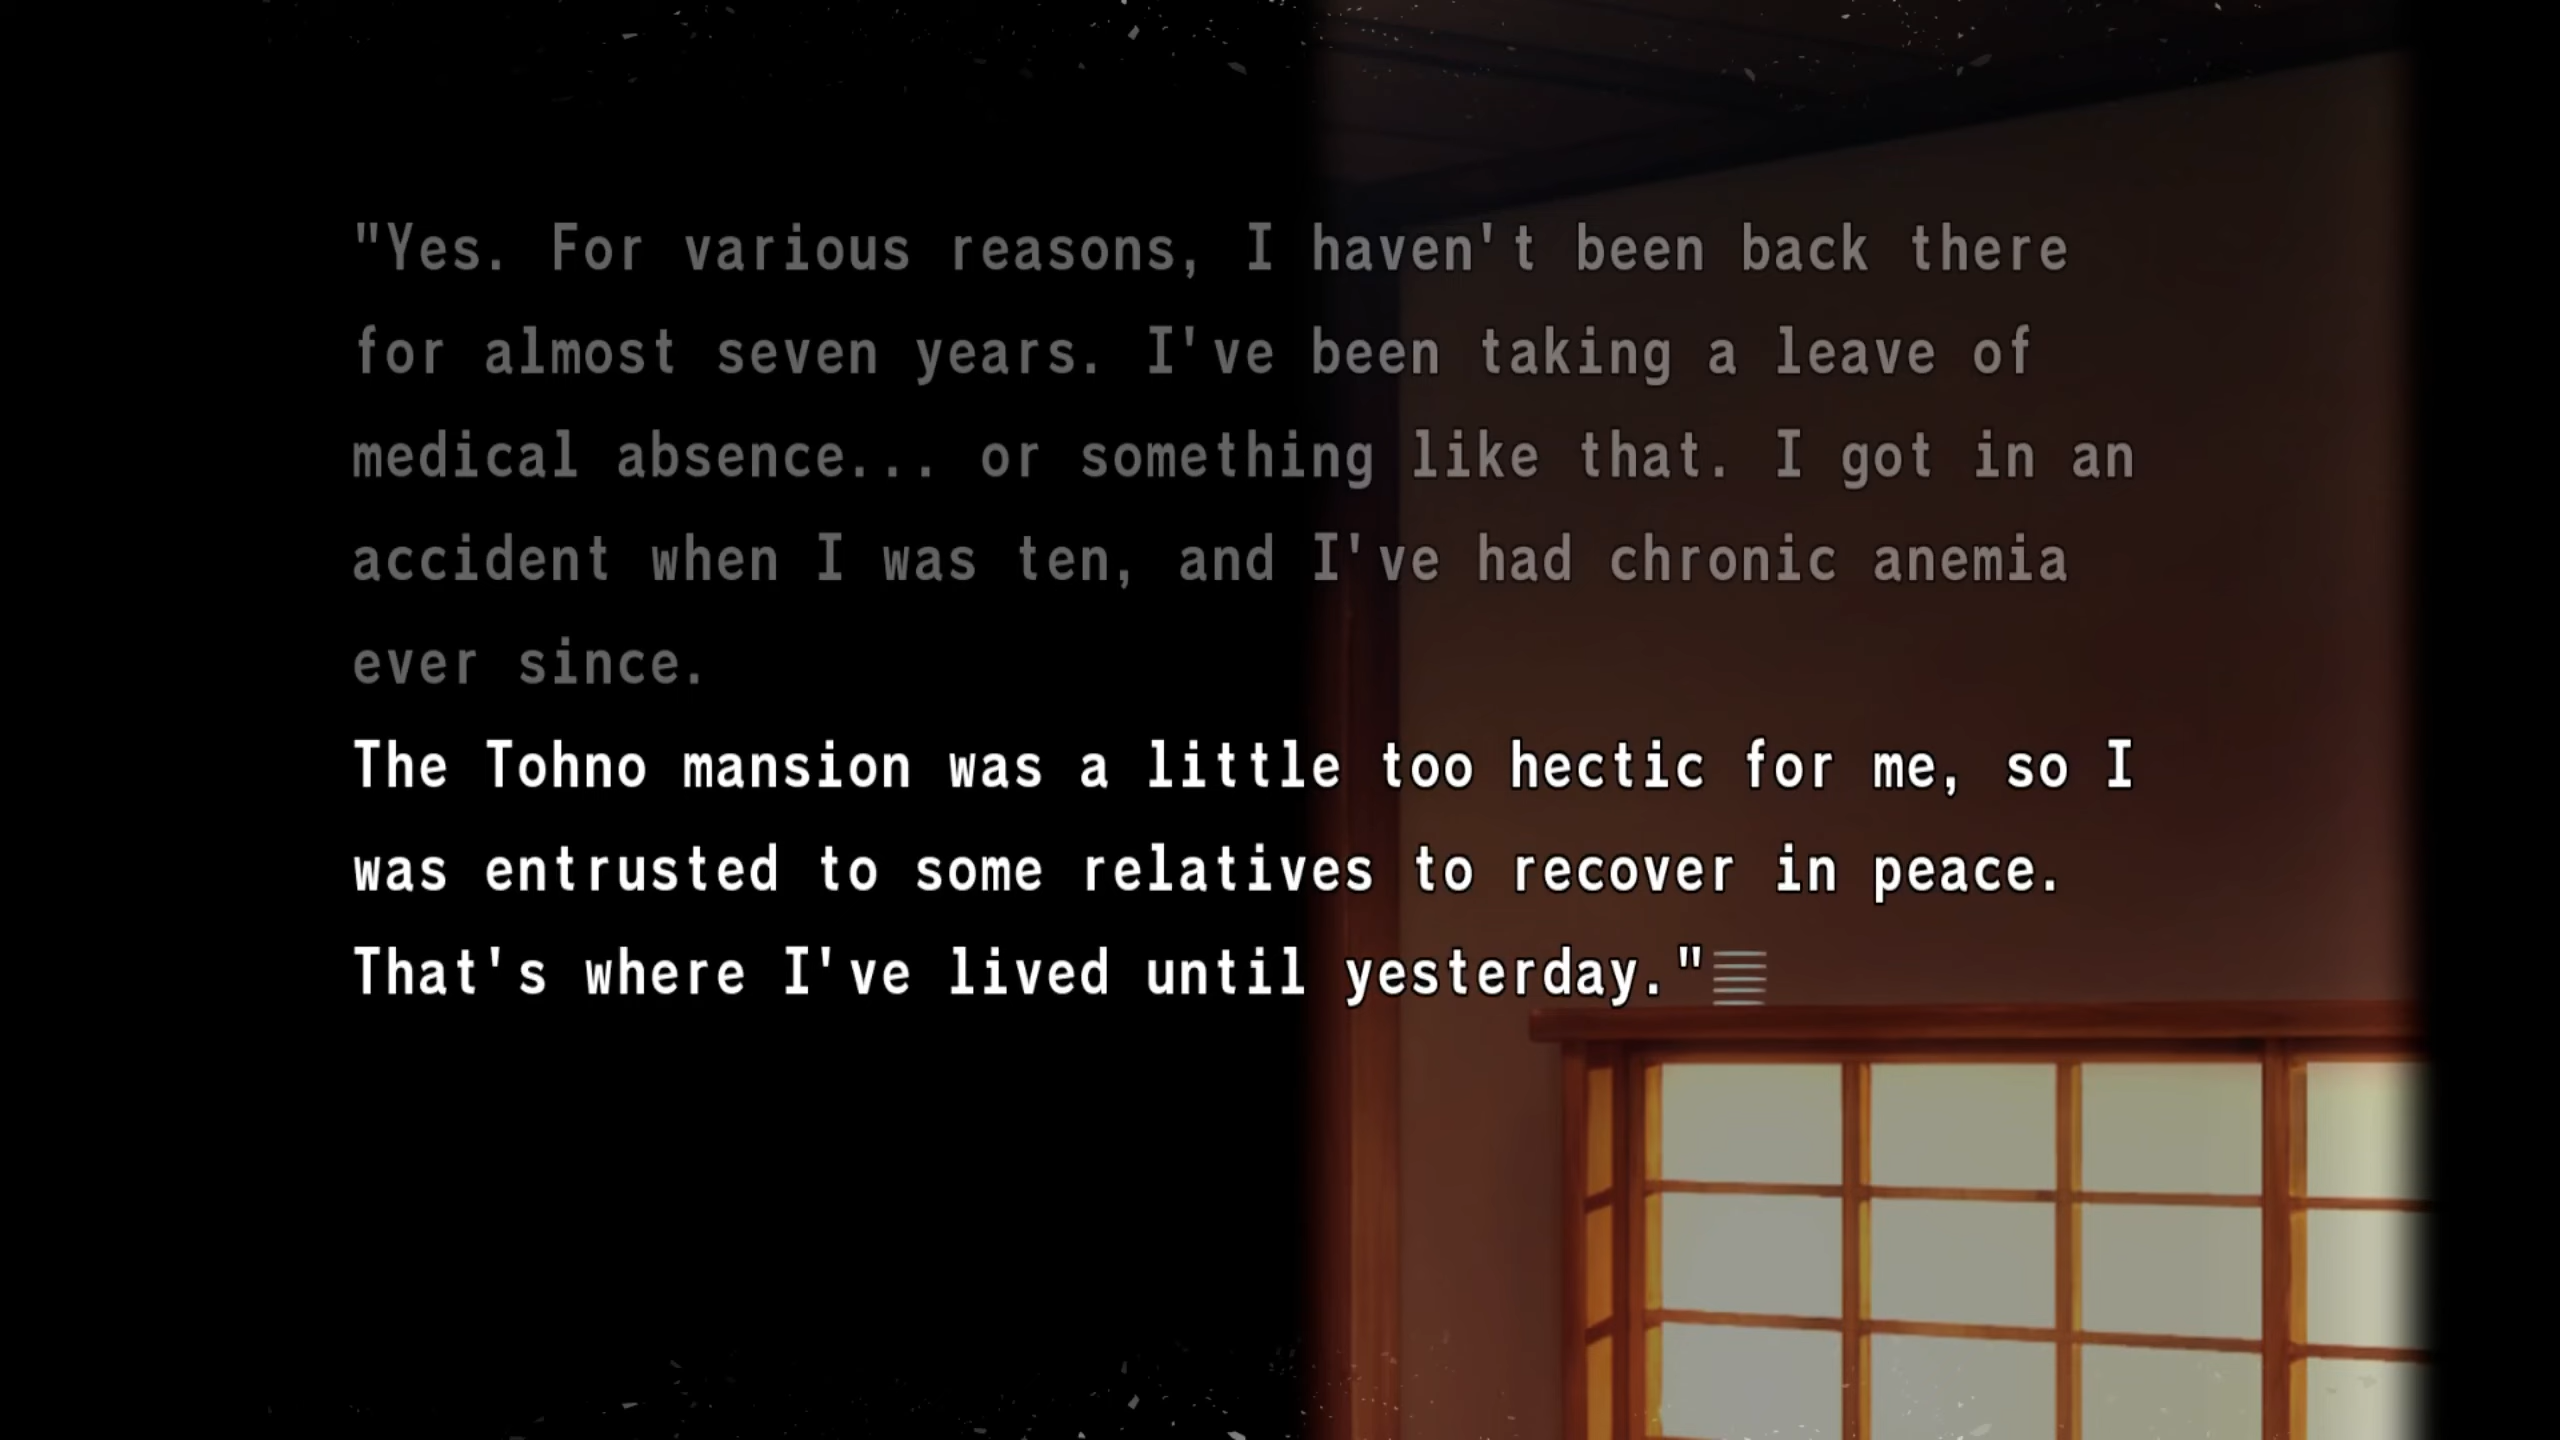 "Yes. For various reasons, I haven't been back there
for almost seven years. I've been taking a leave of
medical absence... or something like that. I got in an
accident when I was ten, and I've had chronic anemia
ever since.
The Tohno mansion was a little too hectic for me, so I
was entrusted to some relatives to recover in peace.
That's where I've lived until yesterday."